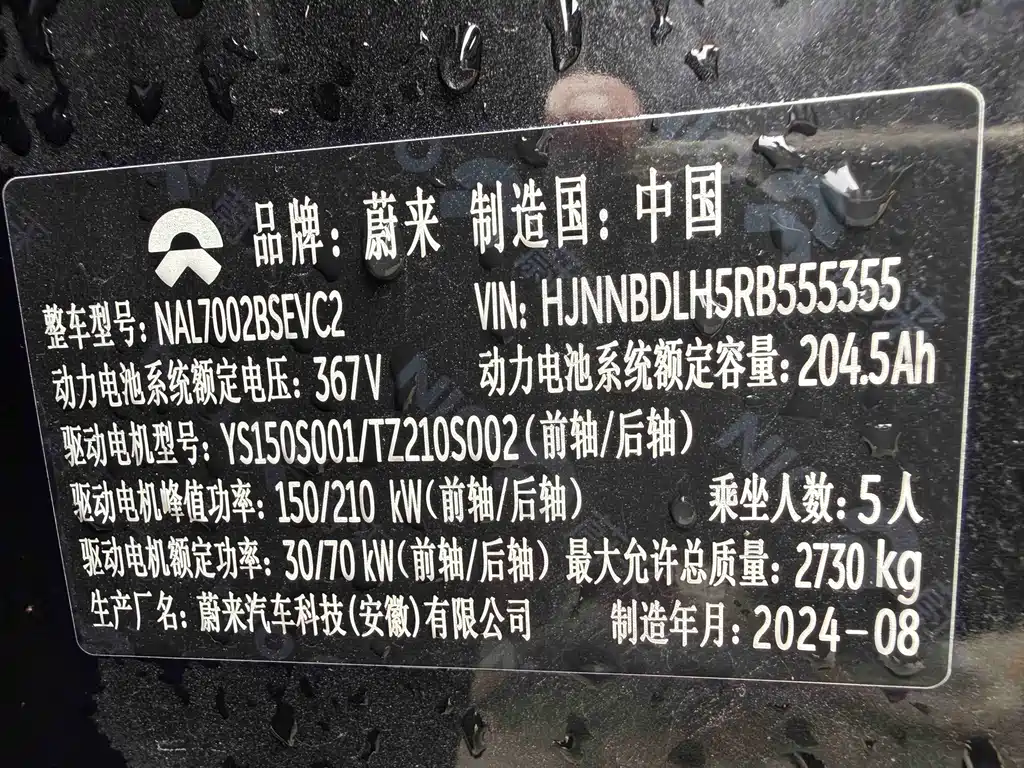 品牌：蔚来 制造国：中国
整车型号：NAL7002BSEVC2 VIN：HJNNBDLH5RB555355
动力电池系统额定电压：367V 动力电池系统额定容量：204.5Ah
驱动电机型号：YS150S001/TZ210S002(前轴/后轴)
驱动电机峰值功率：150/210 kW(前轴/后轴) 乘坐人数：5人
驱动电机额定功率：30/70 kW(前轴/后轴) 最大允许总质量：2730 kg
生产厂名：蔚来汽车科技(安徽)有限公司 制造年月：2024-08